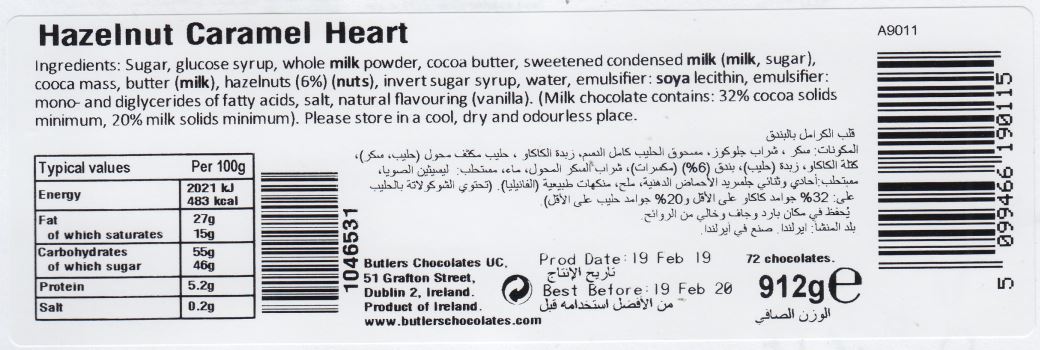 Hazelnut Caramel Heart
A9011
Ingredients: Sugar, glucose syrup, whole milk powder, cocoa butter, sweetened condensed milk (milk, sugar),
cooca mass, butter (milk), hazelnuts (6%) (nuts), invert sugar syrup, water, emulsifier: soya lecithin, emulsifier:
mono- and diglycerides of fatty acids, salt, natural flavouring (vanilla). (Milk chocolate contains: 32% cocoa solids
minimum, 20% milk solids minimum). Please store in a cool, dry and odourless place.
قلب الكرامل بالبندق
المكونات: سكر ، شراب جلوكوز، مسحوق الحليب كامل الدسم، زبدة الكاكاو ، حليب مكثف محول (حليب، سكر)،
كتلة الكاكاو، زبدة (حليب)، بندق (6%) (مكسرات)، شراب السكر المحول، ماء، مستحلب: ليسيثين الصويا،
مستحلب:أحادي وثنائي جلسريد الأحماض الدهنية، ملح، منكهات طبيعية (الفانيليا). (تحتوي الشوكولاتة بالحليب
على: 32% جوامد كاكاو على الأقل و20% جوامد حليب على الأقل).
يُحفظ في مكان بارد وجاف وخالي من الروائح.
بلد المنشأ: ايرلندا. صنع في ايرلندا.
Typical values Per 100g
Energy 2021 kJ
483 kcal
Fat 27g
of which saturates 15g
Carbohydrates 55g
of which sugar 46g
Protein 5.2g
Salt 0.2g
1046531
Butlers Chocolates UC,
51 Grafton Street,
Dublin 2, Ireland.
Product of Ireland.
www.butlerschocolates.com
Prod Date: 19 Feb 19
تاريخ الإنتاج
Best Before: 19 Feb 20
من الافضل استخدامه قبل
72 chocolates.
912g℮
الوزن الصافي
5 099466 190115